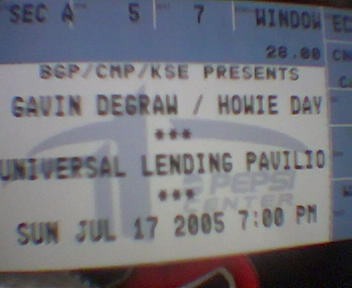 SEC A 5 7 WINDOW
28.00
BGP/CMP/KSE PRESENTS
GAVIN DEGRAW / HOWIE DAY
***
UNIVERSAL LENDING PAVILIO
***
PEPSI
CENTER
SUN JUL 17 2005 7:00 PM